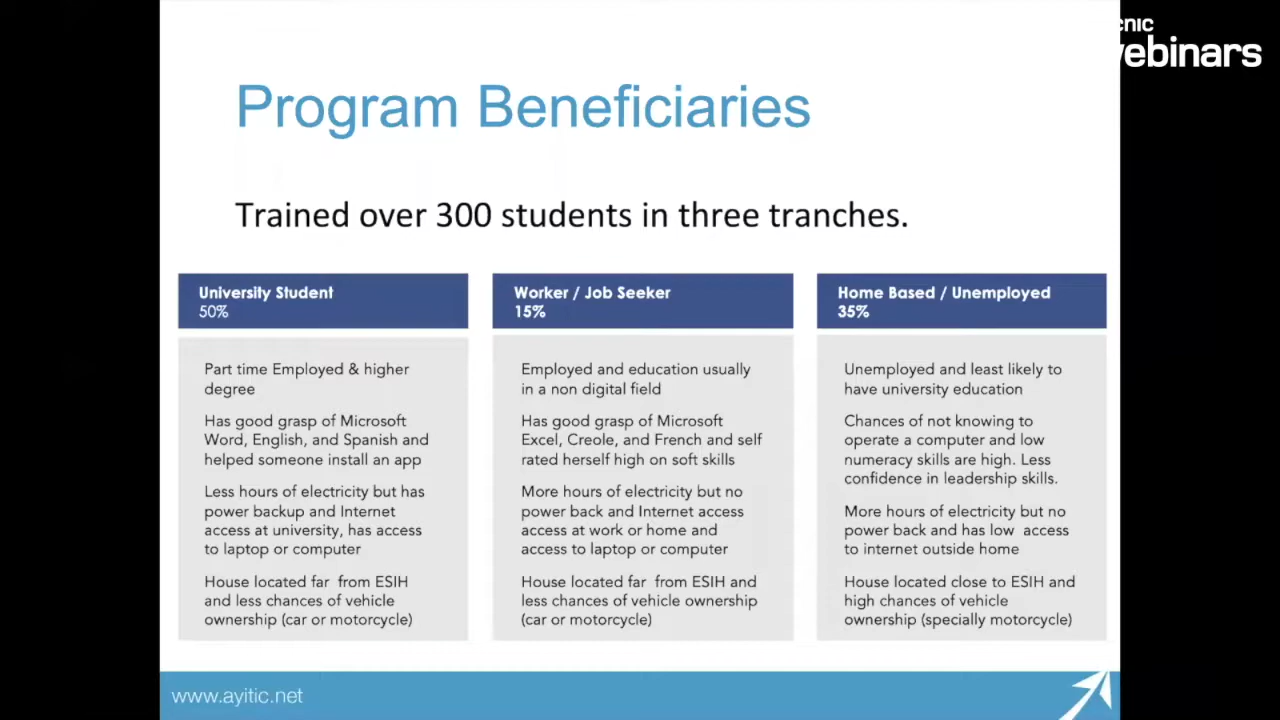 cnic
webinars
Program Beneficiaries
Trained over 300 students in three tranches.
University Student
50%
Part time Employed & higher
degree
Has good grasp of Microsoft
Word, English, and Spanish and
helped someone install an app
Less hours of electricity but has
power backup and Internet
access at university, has access
to laptop or computer
House located far from ESIH
and less chances of vehicle
ownership (car or motorcycle)
Worker / Job Seeker
15%
Employed and education usually
in a non digital field
Has good grasp of Microsoft
Excel, Creole, and French and self
rated herself high on soft skills
More hours of electricity but no
power back and Internet access
access at work or home and
access to laptop or computer
House located far from ESIH and
less chances of vehicle ownership
(car or motorcycle)
Home Based / Unemployed
35%
Unemployed and least likely to
have university education
Chances of not knowing to
operate a computer and low
numeracy skills are high. Less
confidence in leadership skills.
More hours of electricity but no
power back and has low access
to internet outside home
House located close to ESIH and
high chances of vehicle
ownership (specially motorcycle)
www.ayitic.net